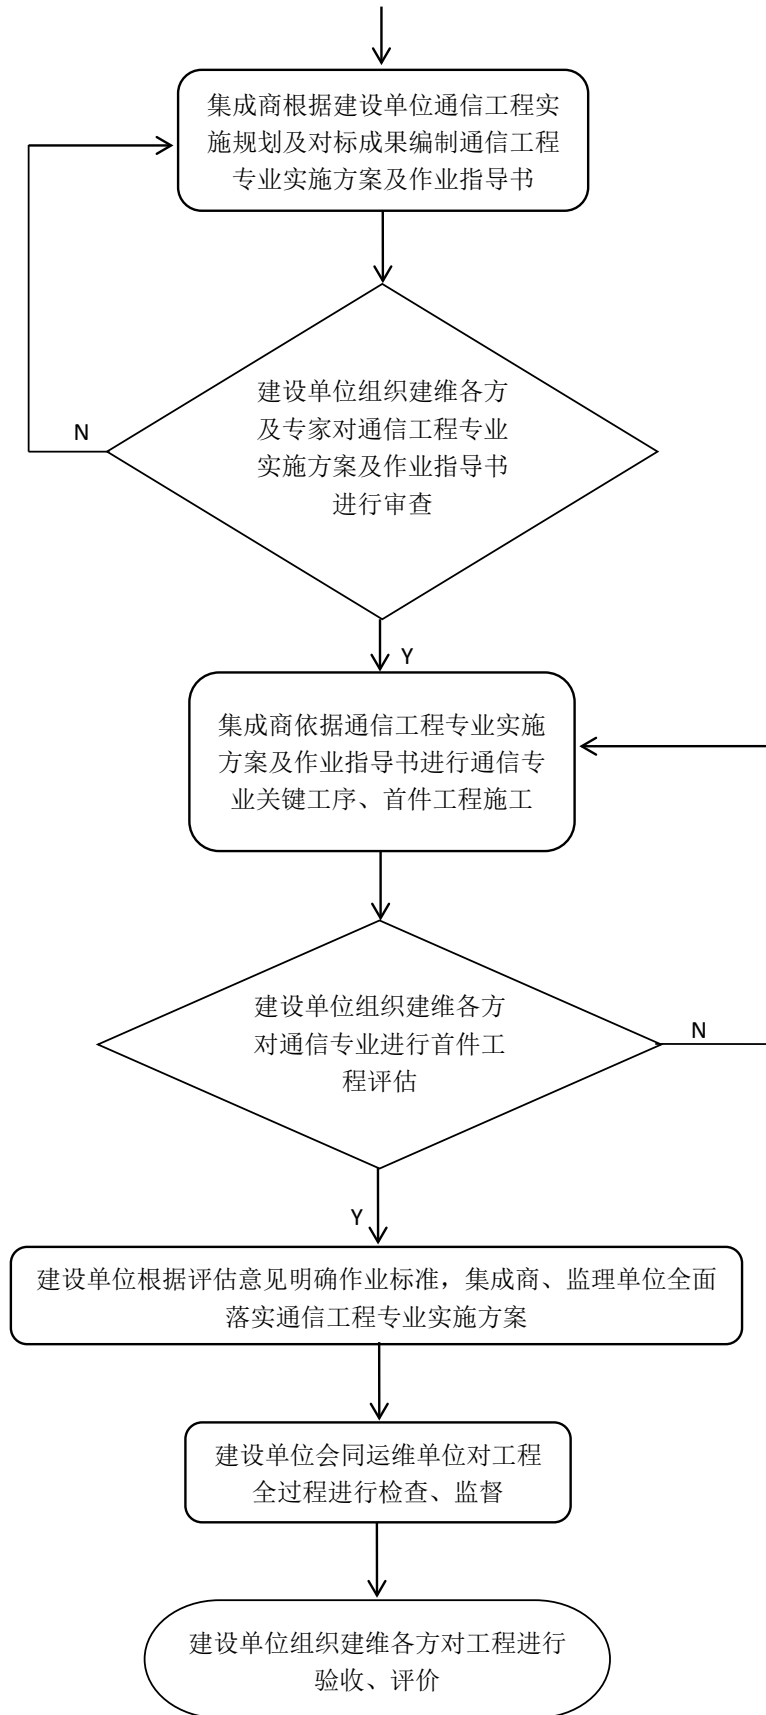 集成商根据建设单位通信工程实
施规划及对标成果编制通信工程
专业实施方案及作业指导书
建设单位组织建维各方
及专家对通信工程专业
实施方案及作业指导书
进行审查
N
Y
集成商依据通信工程专业实施
方案及作业指导书进行通信专
业关键工序、首件工程施工
建设单位组织建维各方
对通信专业进行首件工
程评估
N
Y
建设单位根据评估意见明确作业标准，集成商、监理单位全面
落实通信工程专业实施方案
建设单位会同运维单位对工程
全过程进行检查、监督
建设单位组织建维各方对工程进行
验收、评价